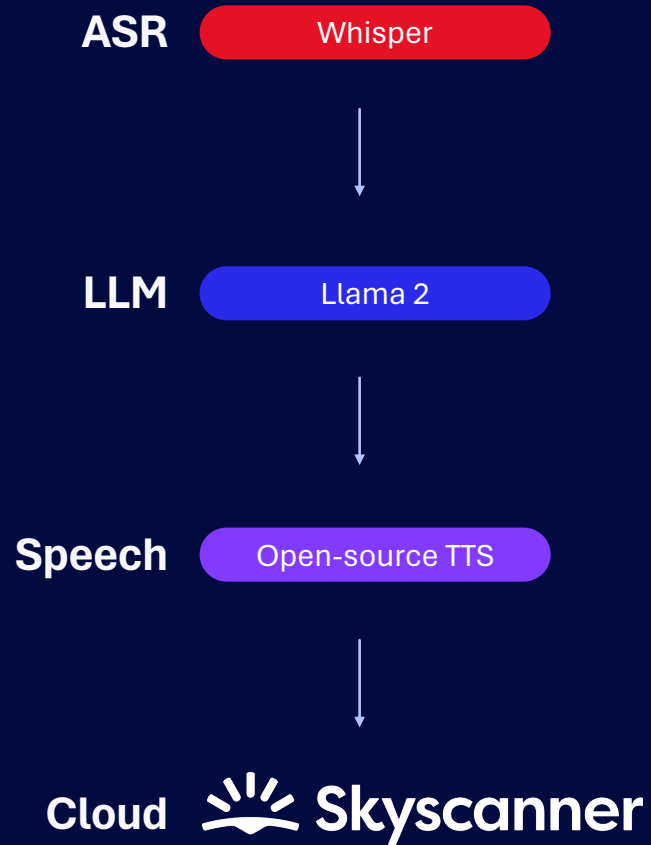 ASR Whisper
LLM Llama 2
Speech Open-source TTS
Cloud Skyscanner